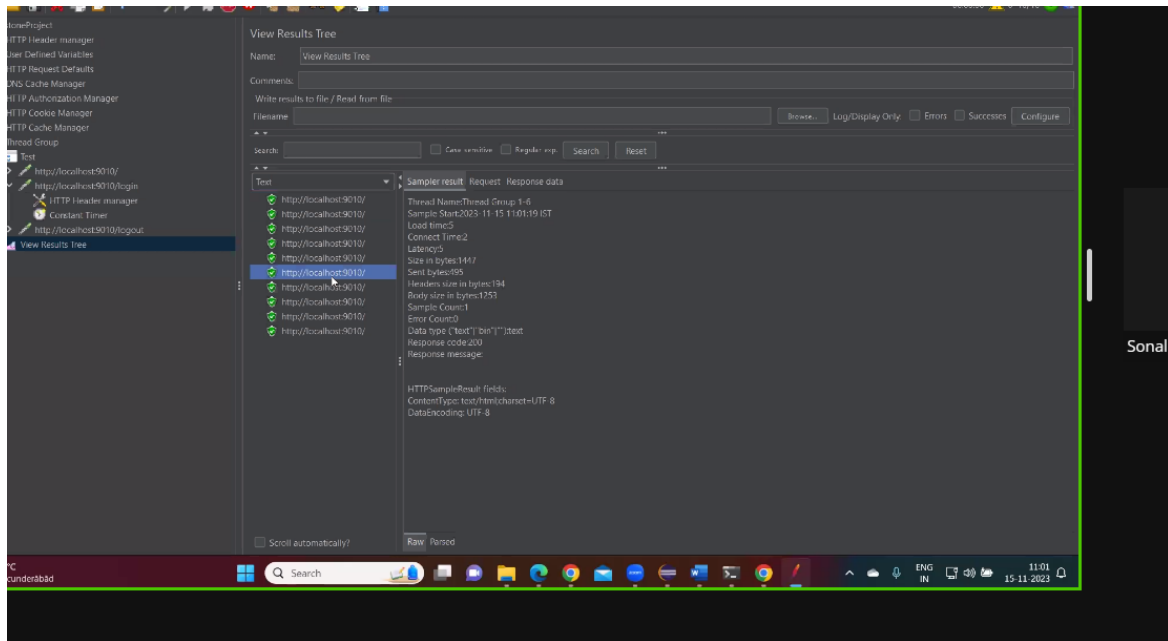 toneProject
HTTP Header manager
User Defined Variables
HTTP Request Defaults
DNS Cache Manager
HTTP Authorization Manager
HTTP Cookie Manager
HTTP Cache Manager
Thread Group
Test
http://localhost:9010/
http://localhost:9010/login
HTTP Header manager
Constant Timer
http://localhost:9010/logout
View Results Tree
View Results Tree
Name: View Results Tree
Comments:
Write results to file / Read from file
Filename Browse... Log/Display Only: Errors Successes Configure
Search: Case sensitive Regular exp. Search Reset
Text
http://localhost:9010/
http://localhost:9010/
http://localhost:9010/
http://localhost:9010/
http://localhost:9010/
http://localhost:9010/
http://localhost:9010/
http://localhost:9010/
http://localhost:9010/
http://localhost:9010/
Scroll automatically?
Sampler result Request Response data
Thread Name:Thread Group 1-6
Sample Start:2023-11-15 11:01:19 IST
Load time:5
Connect Time:2
Latency:5
Size in bytes:1447
Sent bytes:495
Headers size in bytes:194
Body size in bytes:1253
Sample Count:1
Error Count:0
Data type ("text"|"bin"|""):text
Response code:200
Response message:
HTTPSampleResult fields:
ContentType: text/html;charset=UTF-8
DataEncoding: UTF-8
Raw Parsed
Sonal
°C
cunderābād
Search
ENG
IN
11:01
15-11-2023